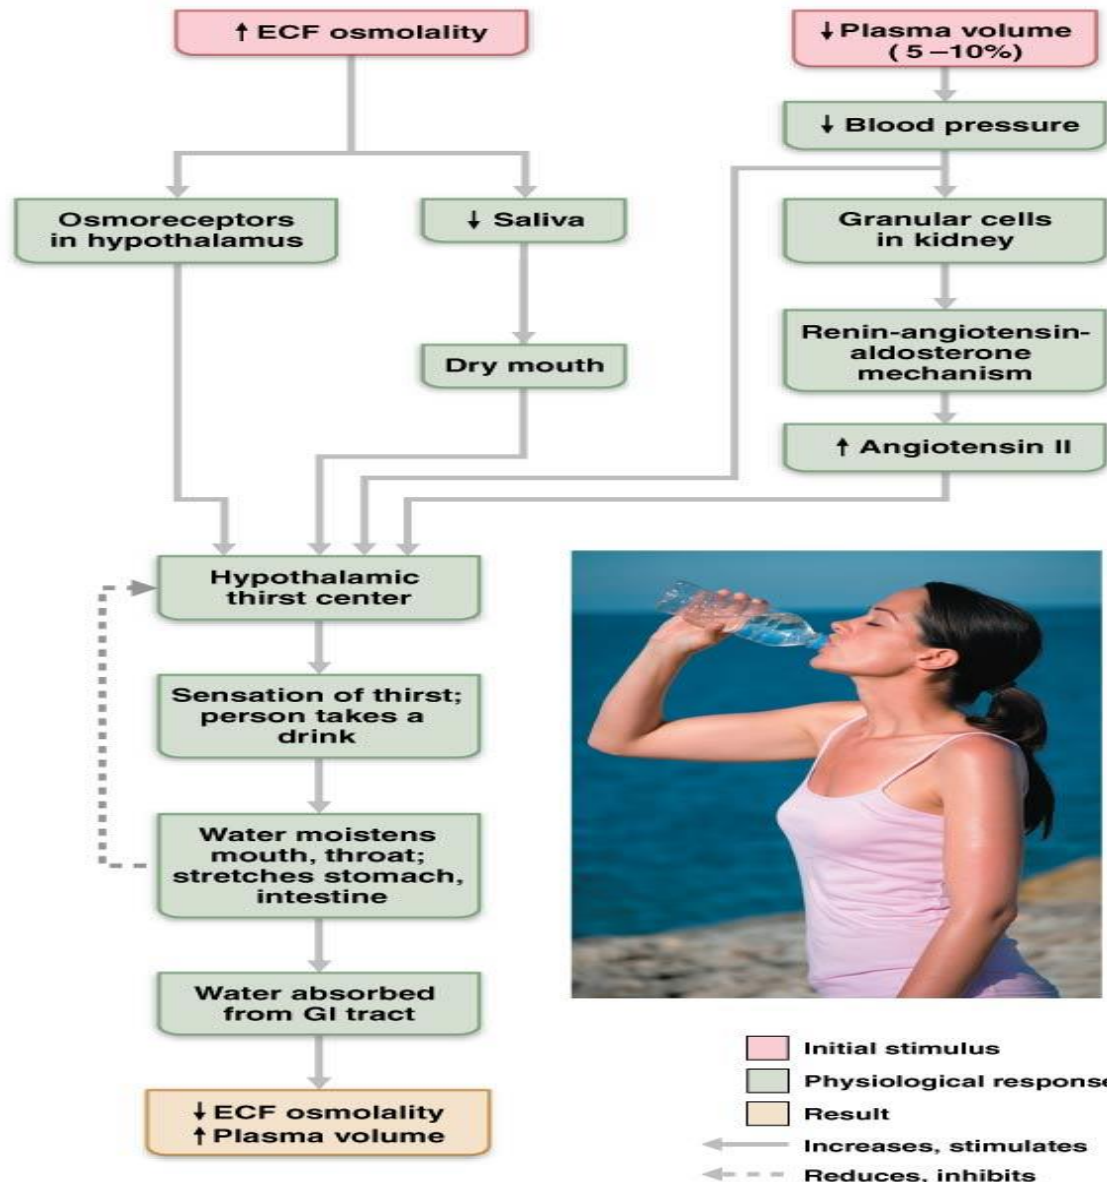 ↑ ECF osmolality
↓ Plasma volume
( 5 –10%)
↓ Blood pressure
Osmoreceptors
in hypothalamus
↓ Saliva
Granular cells
in kidney
Dry mouth
Renin-angiotensin-
aldosterone
mechanism
↑ Angiotensin II
Hypothalamic
thirst center
Sensation of thirst;
person takes a
drink
Water moistens
mouth, throat;
stretches stomach,
intestine
Water absorbed
from GI tract
↓ ECF osmolality
↑ Plasma volume
Initial stimulus
Physiological response
Result
Increases, stimulates
Reduces, inhibits